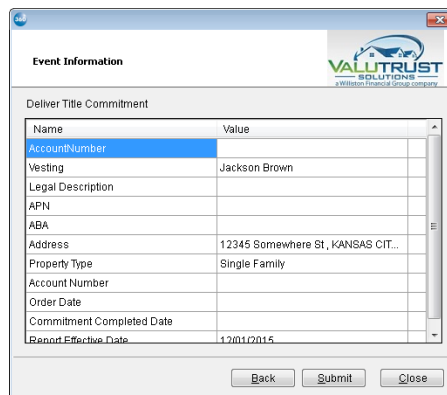 360
Event Information
VALUTRUST
SOLUTIONS
a Williston Financial Group company
Deliver Title Commitment
Name Value
AccountNumber
Vesting Jackson Brown
Legal Description
APN
ABA
Address 12345 Somewhere St , KANSAS CIT...
Property Type Single Family
Account Number
Order Date
Commitment Completed Date
Report Effective Date 12/01/2015
Back Submit Close